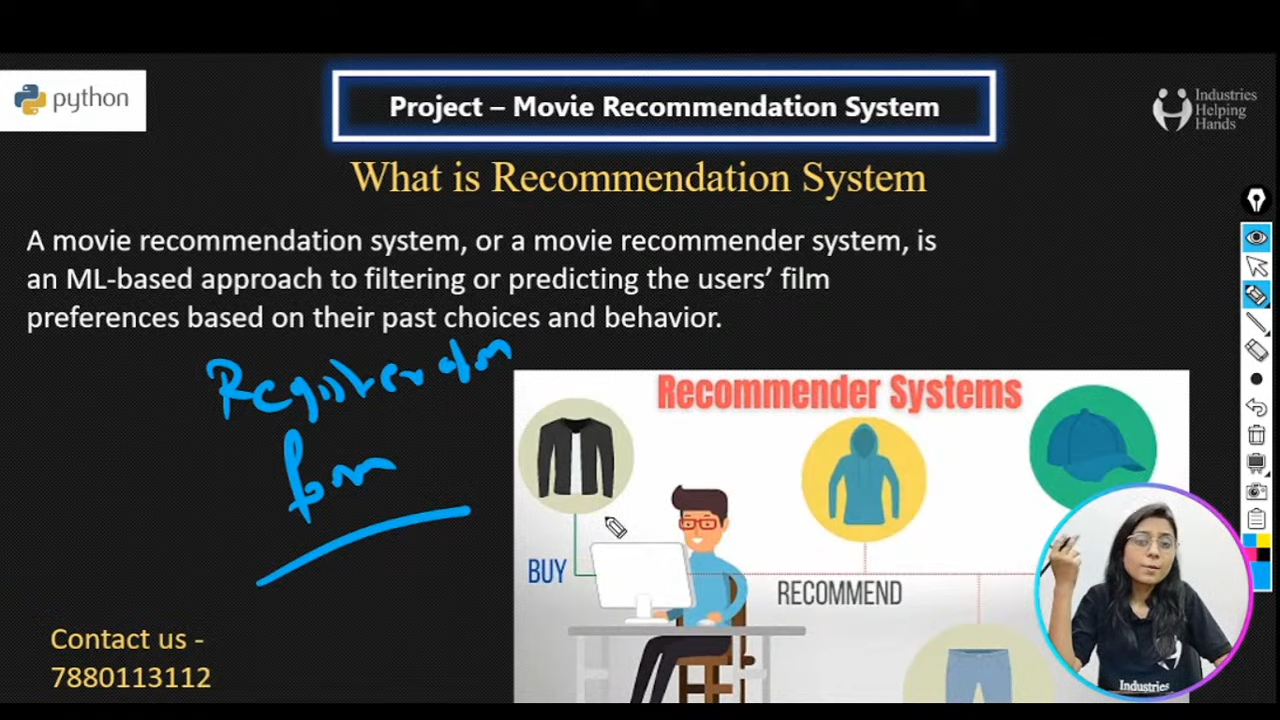 python
Project – Movie Recommendation System
Industries
Helping
Hands
What is Recommendation System
A movie recommendation system, or a movie recommender system, is
an ML-based approach to filtering or predicting the users’ film
preferences based on their past choices and behavior.
Registeration
form
Recommender Systems
BUY
RECOMMEND
Contact us -
7880113112
Industries